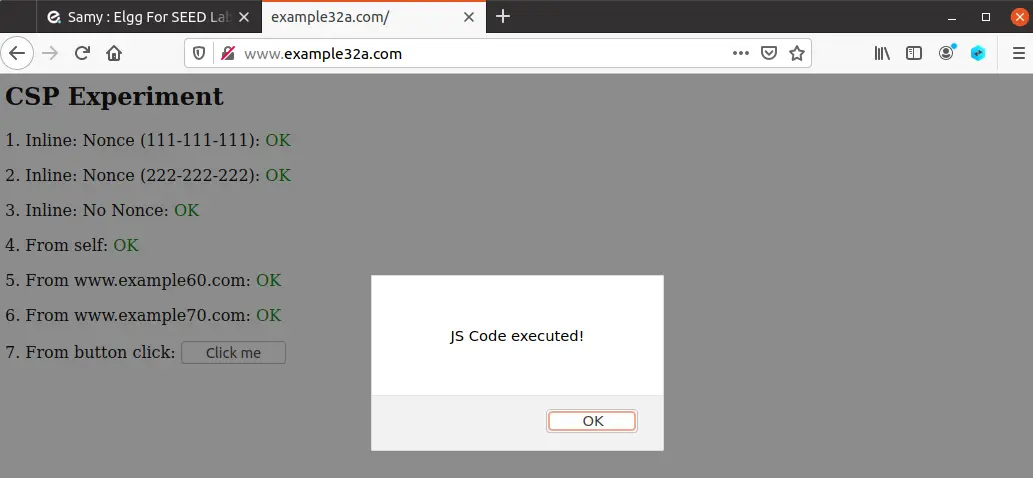 Samy : Elgg For SEED Lab
example32a.com/
www.example32a.com
CSP Experiment
1. Inline: Nonce (111-111-111): OK
2. Inline: Nonce (222-222-222): OK
3. Inline: No Nonce: OK
4. From self: OK
5. From www.example60.com: OK
6. From www.example70.com: OK
7. From button click: Click me
JS Code executed!
OK